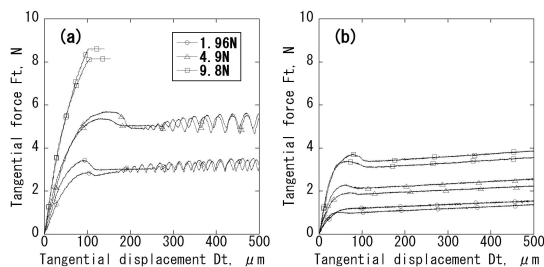 (a)
1.96N
4.9N
9.8N
Tangential force Ft, N
10
8
6
4
2
0
0 100 200 300 400 500
Tangential displacement Dt, μm
(b)
Tangential force Ft, N
10
8
6
4
2
0
0 100 200 300 400 500
Tangential displacement Dt, μm